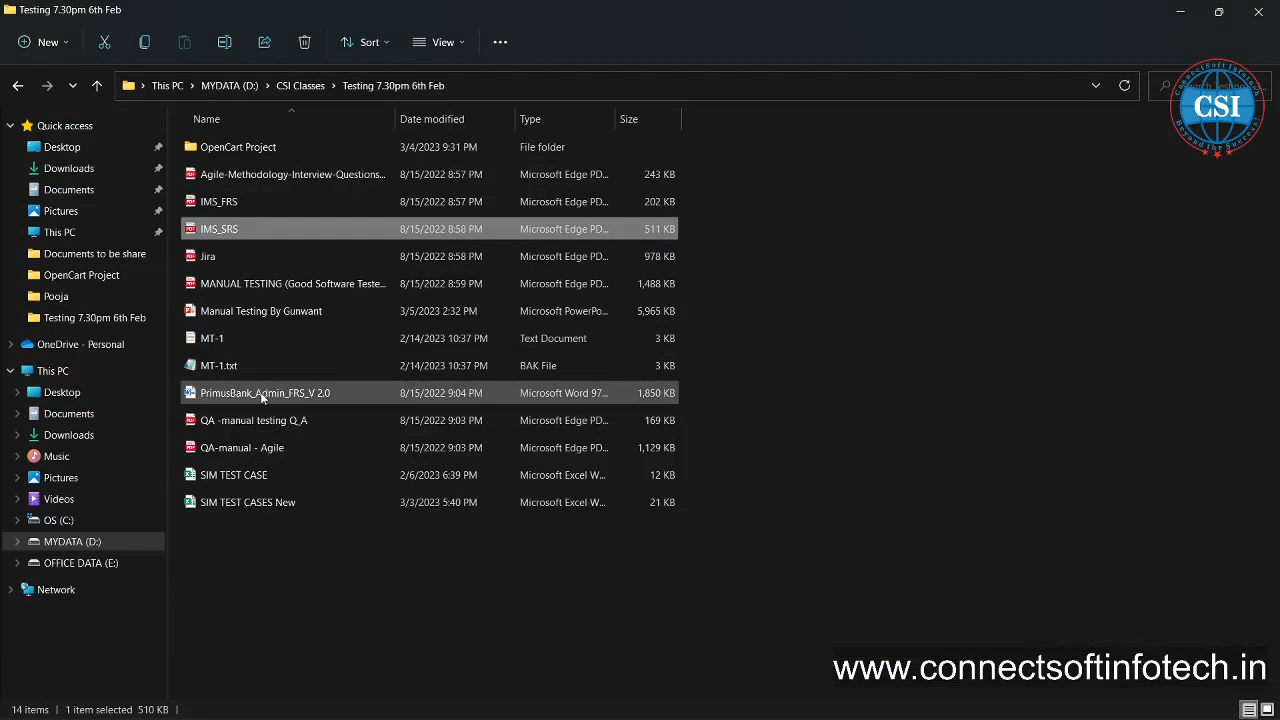 Testing 7.30pm 6th Feb
New
Sort
View
This PC > MYDATA (D:) > CSI Classes > Testing 7.30pm 6th Feb
ConnectSoft Infotech
CSI
Beyond the Success!
Name Date modified Type Size
Quick access
Desktop
Downloads
Documents
Pictures
This PC
Documents to be share
OpenCart Project
Pooja
Testing 7.30pm 6th Feb
OneDrive - Personal
This PC
Desktop
Documents
Downloads
Music
Pictures
Videos
OS (C:)
MYDATA (D:)
OFFICE DATA (E:)
Network
OpenCart Project 3/4/2023 9:31 PM File folder
Agile-Methodology-Interview-Questions... 8/15/2022 8:57 PM Microsoft Edge PD... 243 KB
IMS_FRS 8/15/2022 8:57 PM Microsoft Edge PD... 202 KB
IMS_SRS 8/15/2022 8:58 PM Microsoft Edge PD... 511 KB
Jira 8/15/2022 8:58 PM Microsoft Edge PD... 978 KB
MANUAL TESTING (Good Software Teste... 8/15/2022 8:59 PM Microsoft Edge PD... 1,488 KB
Manual Testing By Gunwant 3/5/2023 2:32 PM Microsoft PowerPo... 5,965 KB
MT-1 2/14/2023 10:37 PM Text Document 3 KB
MT-1.txt 2/14/2023 10:37 PM BAK File 3 KB
PrimusBank_Admin_FRS_V 2.0 8/15/2022 9:04 PM Microsoft Word 97... 1,850 KB
QA -manual testing Q_A 8/15/2022 9:03 PM Microsoft Edge PD... 169 KB
QA-manual - Agile 8/15/2022 9:03 PM Microsoft Edge PD... 1,129 KB
SIM TEST CASE 2/6/2023 6:39 PM Microsoft Excel W... 12 KB
SIM TEST CASES New 3/3/2023 5:40 PM Microsoft Excel W... 21 KB
www.connectsoftinfotech.in
14 items 1 item selected 510 KB